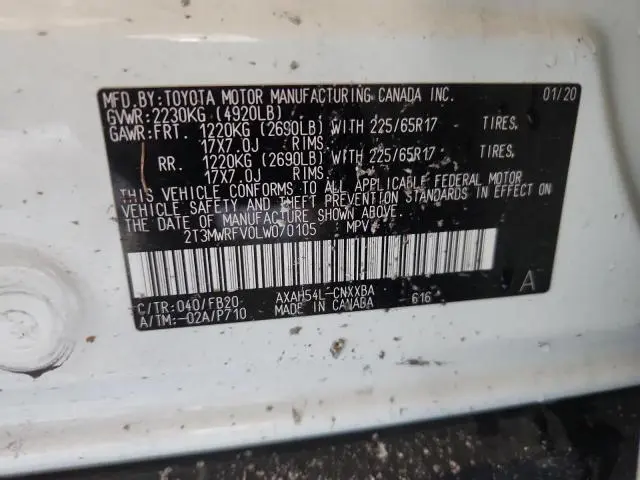 MFD. BY: TOYOTA MOTOR MANUFACTURING CANADA INC. 01/20
GVWR: 2230KG (4920LB)
GAWR: FRT. 1220KG (2690LB) WITH 225/65R17 TIRES.
17X7.0J RIMS.
RR. 1220KG (2690LB) WITH 225/65R17 TIRES.
17X7.0J RIMS.
THIS VEHICLE CONFORMS TO ALL APPLICABLE FEDERAL MOTOR
VEHICLE SAFETY AND THEFT PREVENTION STANDARDS IN EFFECT ON
THE DATE OF MANUFACTURE SHOWN ABOVE.
2T3MWRFV0LW070105 MPV
C/TR: 040/FB20 AXAH54L-CNXXBA 616 A
A/TM: -02A/P710 MADE IN CANADA